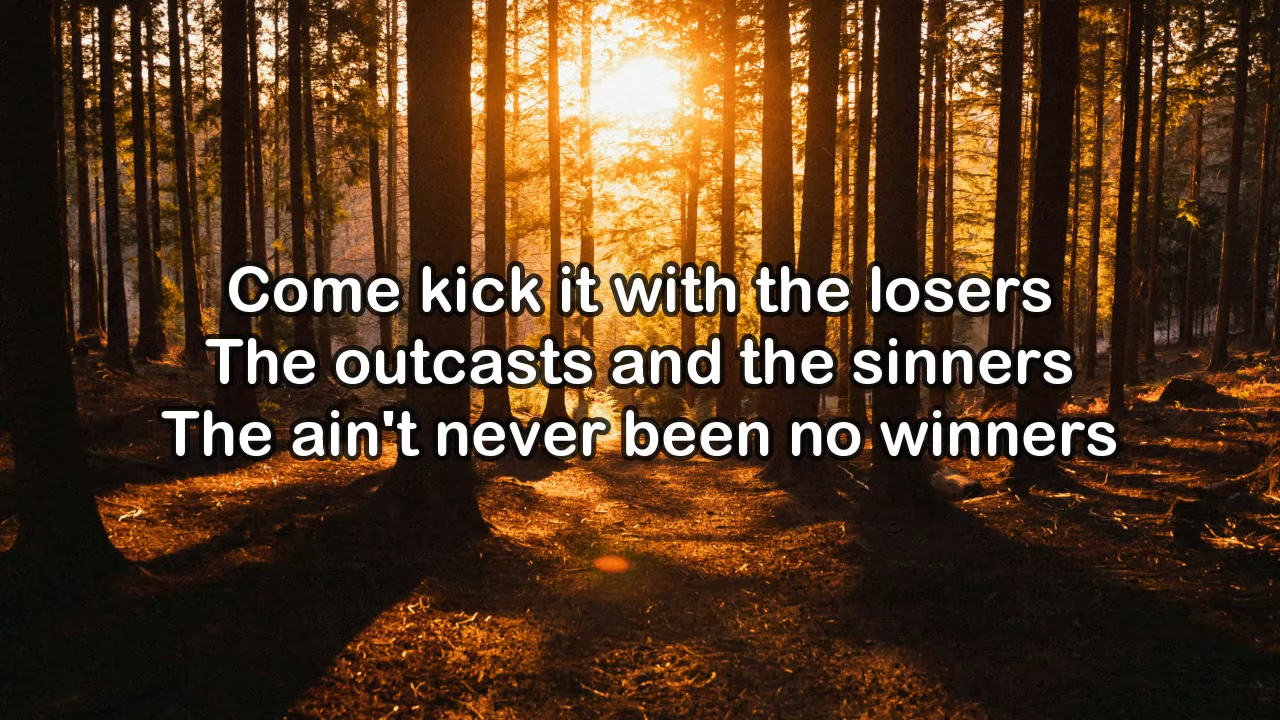 Come kick it with the losers
The outcasts and the sinners
The ain't never been no winners